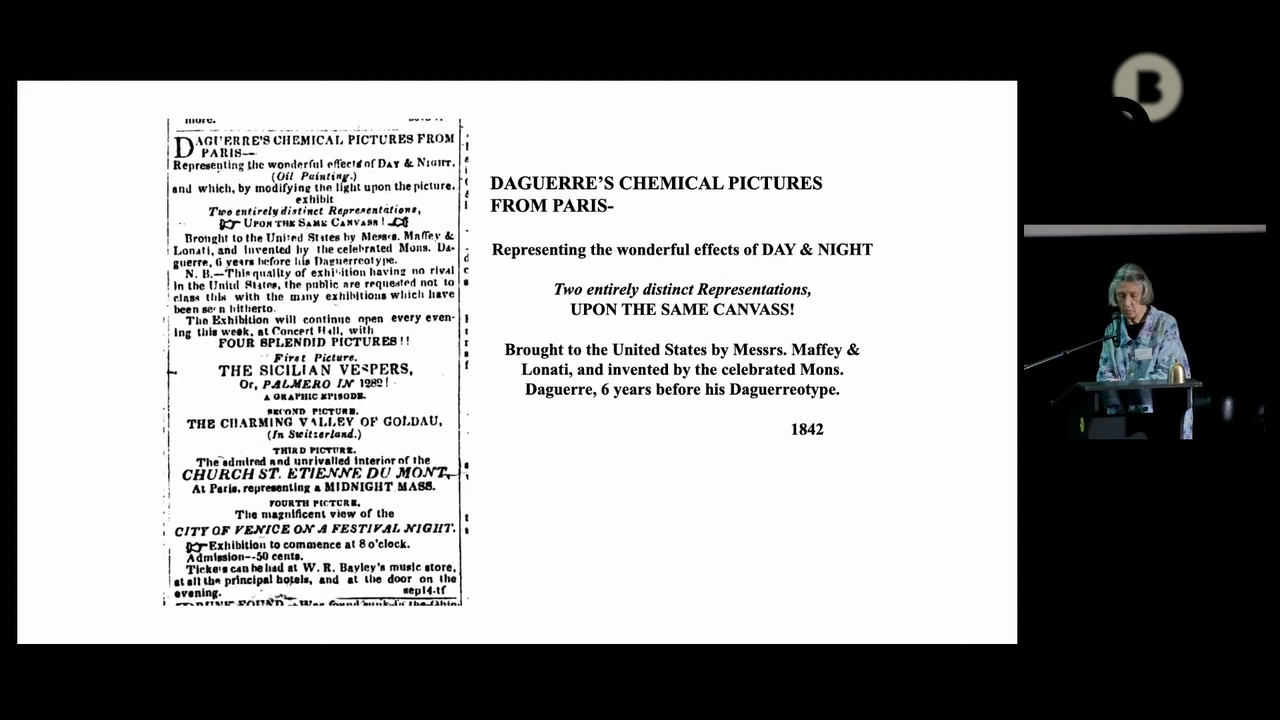 more.
DAGUERRE'S CHEMICAL PICTURES FROM
PARIS—
Representing the wonderful effects of DAY & NIGHT.
(Oil Painting.)
and which, by modifying the light upon the picture,
exhibit
Two entirely distinct Representations,
UPON THE SAME CANVASS!
Brought to the United States by Messrs. Maffey &
Lonati, and invented by the celebrated Mons. Da-
guerre, 6 years before his Daguerreotype.
N. B.—This quality of exhibition having no rival
in the United States, the public are requested not to
class this with the many exhibitions which have
been seen hitherto.
The Exhibition will continue open every even-
ing this week, at Concert Hall, with
FOUR SPLENDID PICTURES!!
First Picture.
THE SICILIAN VESPERS,
Or, PALMERO IN 1282!
A GRAPHIC EPISODE.
SECOND PICTURE.
THE CHARMING VALLEY OF GOLDAU,
(In Switzerland.)
THIRD PICTURE.
The admired and unrivalled interior of the
CHURCH ST. ETIENNE DU MONT,
At Paris, representing a MIDNIGHT MASS.
FOURTH PICTURE.
The magnificent view of the
CITY OF VENICE ON A FESTIVAL NIGHT.
Exhibition to commence at 8 o'clock.
Admission--50 cents.
Tickets can be had at W. R. Bayley's music store,
at all the principal hotels, and at the door on the
evening. sep14-tf
DAGUERRE'S CHEMICAL PICTURES
FROM PARIS-
Representing the wonderful effects of DAY & NIGHT
Two entirely distinct Representations,
UPON THE SAME CANVASS!
Brought to the United States by Messrs. Maffey &
Lonati, and invented by the celebrated Mons.
Daguerre, 6 years before his Daguerreotype.
1842
B